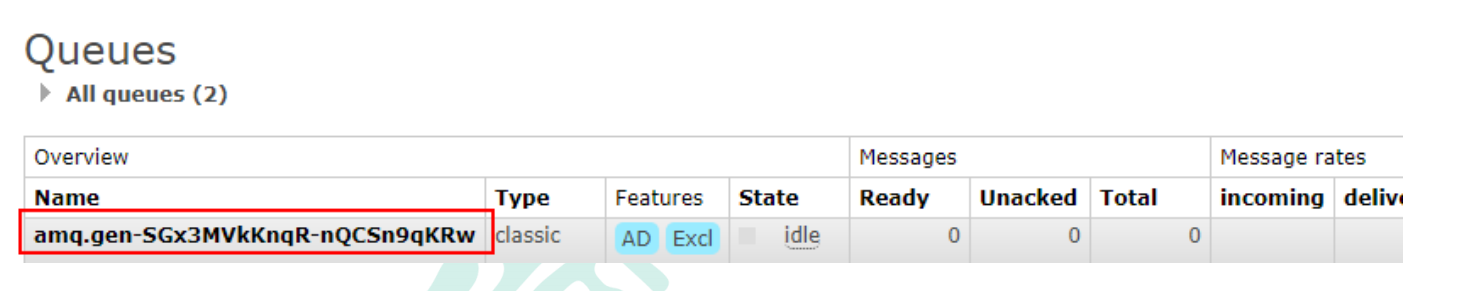 Queues
All queues (2)
Overview Messages Message rates
Name Type Features State Ready Unacked Total incoming
amq.gen-SGx3MVkKnqR-nQCSn9qKRw classic AD Excl idle 0 0 0